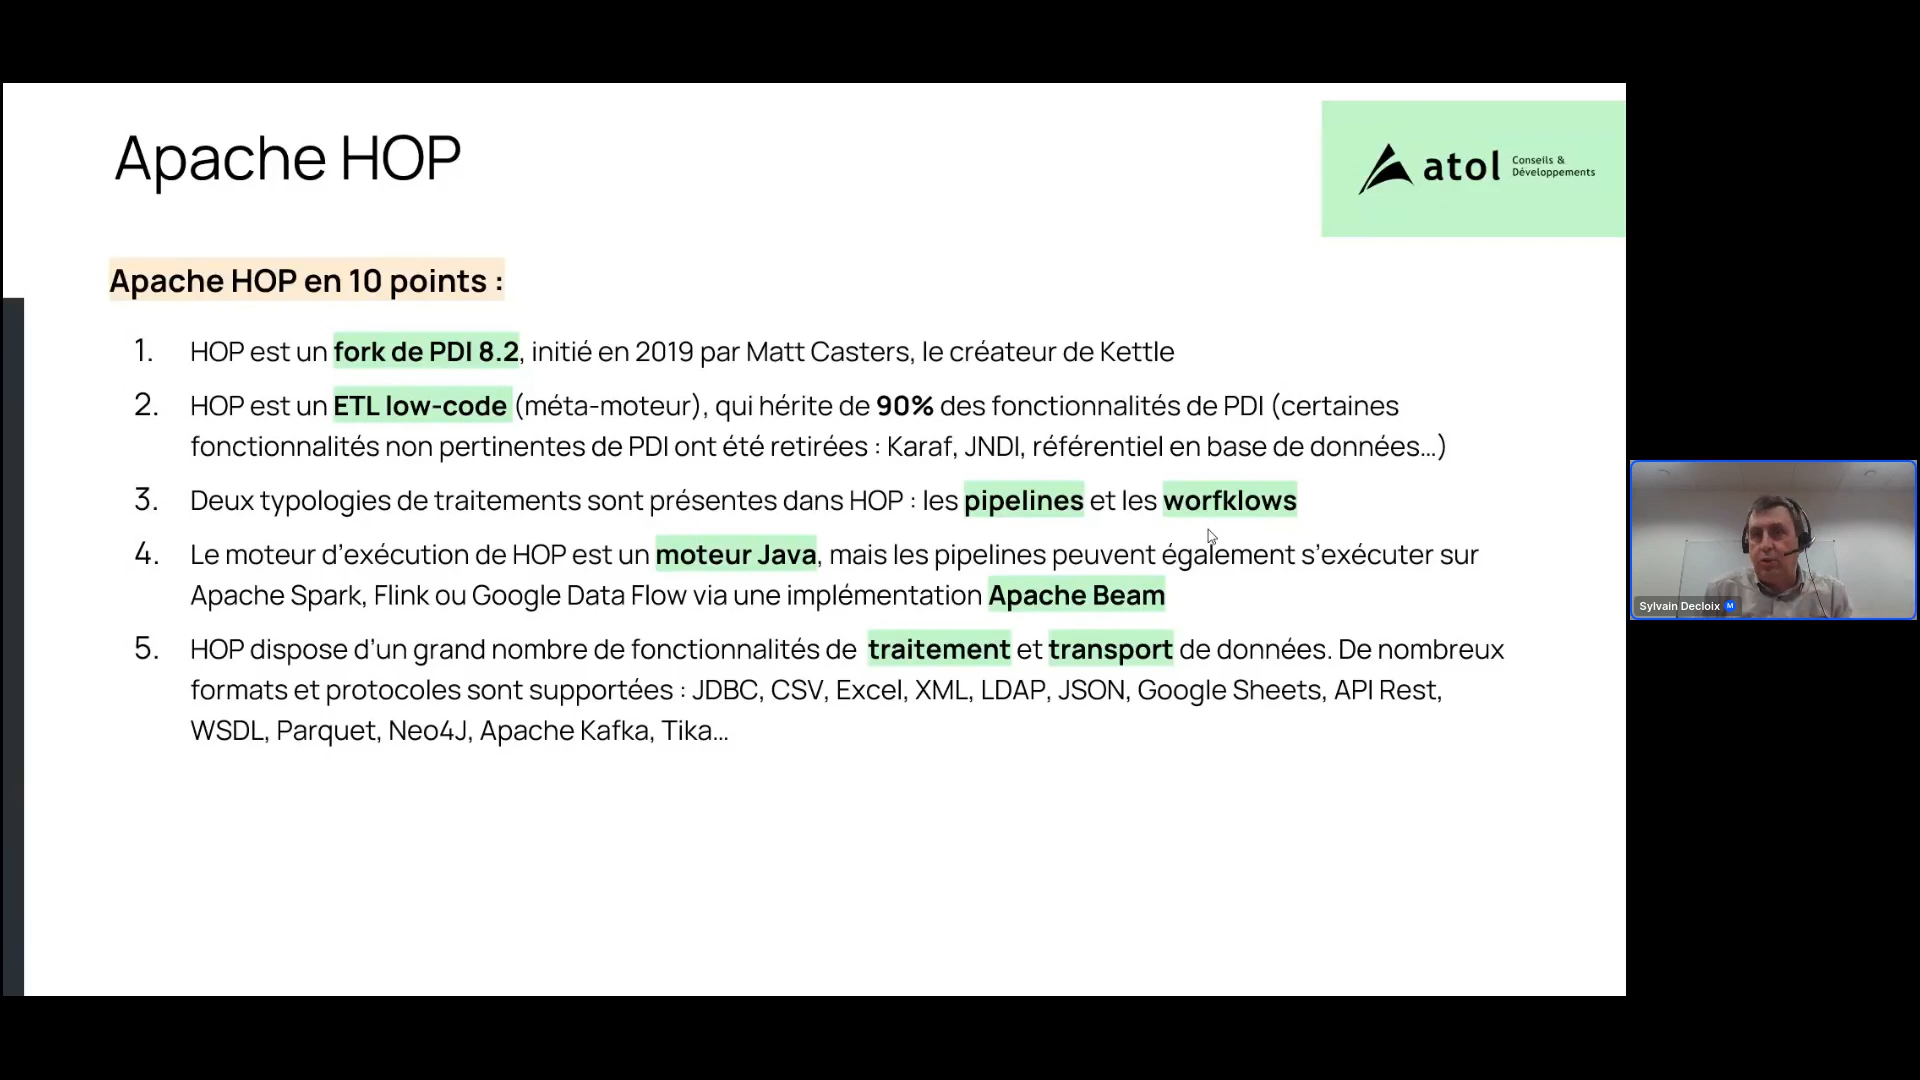 Apache HOP
atol Conseils &
Développements
Apache HOP en 10 points :
1. HOP est un fork de PDI 8.2, initié en 2019 par Matt Casters, le créateur de Kettle
2. HOP est un ETL low-code (méta-moteur), qui hérite de 90% des fonctionnalités de PDI (certaines
fonctionnalités non pertinentes de PDI ont été retirées : Karaf, JNDI, référentiel en base de données...)
3. Deux typologies de traitements sont présentes dans HOP : les pipelines et les worfklows
4. Le moteur d’exécution de HOP est un moteur Java, mais les pipelines peuvent également s’exécuter sur
Apache Spark, Flink ou Google Data Flow via une implémentation Apache Beam
5. HOP dispose d’un grand nombre de fonctionnalités de traitement et transport de données. De nombreux
formats et protocoles sont supportées : JDBC, CSV, Excel, XML, LDAP, JSON, Google Sheets, API Rest,
WSDL, Parquet, Neo4J, Apache Kafka, Tika...
Sylvain Decloix M